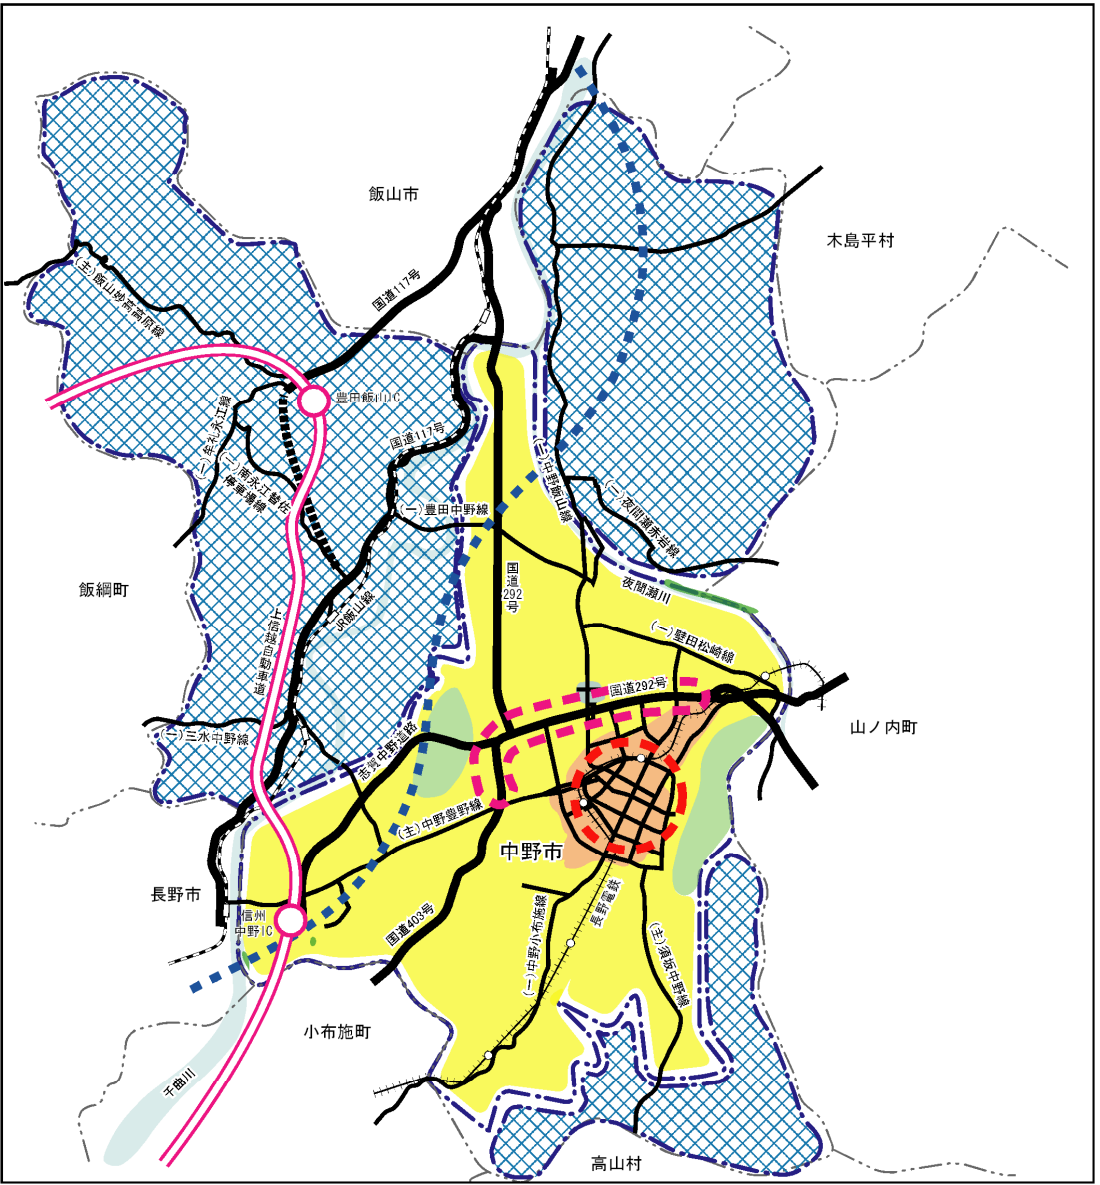 飯山市
木島平村
国道117号
(主)飯山妙高高原線
豊田飯山IC
(一)牟礼永江線
国道117号
(一)南永江替佐
停車場線
(一)中野飯山線
(一)夜間瀬赤岩線
(一)豊田中野線
飯綱町
国道292号
夜間瀬川
JR飯山線
上信越自動車道
(一)壁田松崎線
国道292号
山ノ内町
(一)三水中野線
志賀中野道路
(主)中野豊野線
中野市
長野市
信州
中野IC
国道403号
長野電鉄
(一)中野小布施線
(主)須坂中野線
小布施町
千曲川
高山村